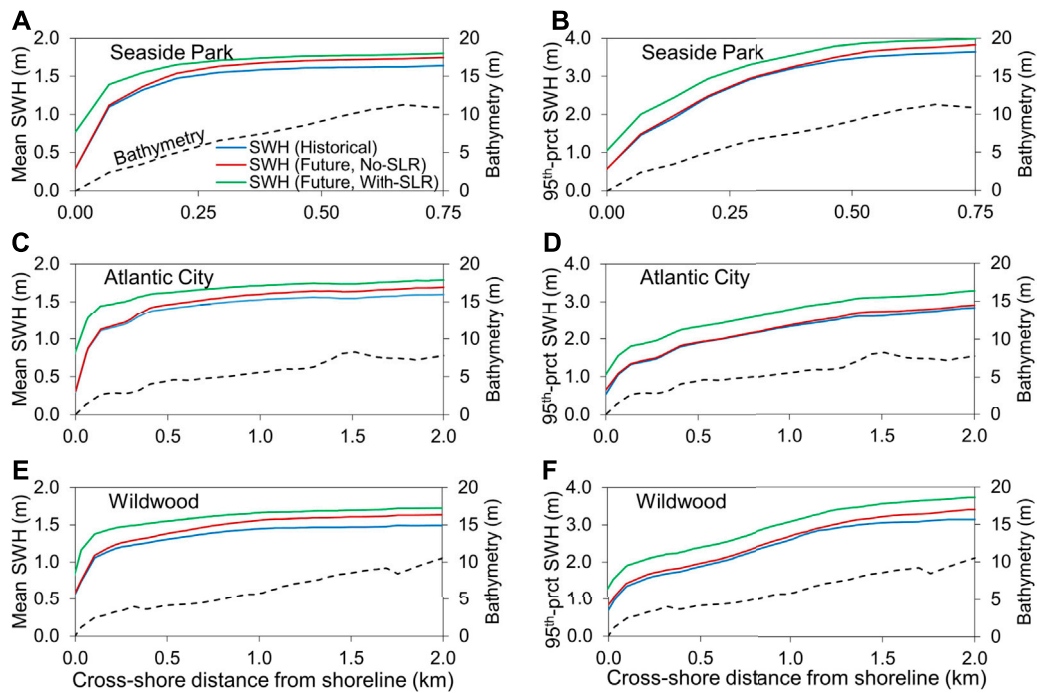 A
B
Mean SWH (m)
2.0
1.5
1.0
0.5
0.0
Seaside Park
Bathymetry
SWH (Historical)
SWH (Future, No-SLR)
SWH (Future, With-SLR)
20
15
10
5
0
Bathymetry (m)
0.00
0.25
0.50
0.75
95th-prct SWH (m)
4.0
3.0
2.0
1.0
0.0
Seaside Park
20
15
10
5
0
Bathymetry (m)
0.00
0.25
0.50
0.75
C
D
Mean SWH (m)
2.0
1.5
1.0
0.5
0.0
Atlantic City
20
15
10
5
0
Bathymetry (m)
0.0
0.5
1.0
1.5
2.0
95th-prct SWH (m)
4.0
3.0
2.0
1.0
0.0
Atlantic City
20
15
10
5
0
Bathymetry (m)
0.0
0.5
1.0
1.5
2.0
E
F
Mean SWH (m)
2.0
1.5
1.0
0.5
0.0
Wildwood
20
15
10
5
0
Bathymetry (m)
0.0
0.5
1.0
1.5
2.0
Cross-shore distance from shoreline (km)
95th-prct SWH (m)
4.0
3.0
2.0
1.0
0.0
Wildwood
20
15
10
5
0
Bathymetry (m)
0.0
0.5
1.0
1.5
2.0
Cross-shore distance from shoreline (km)